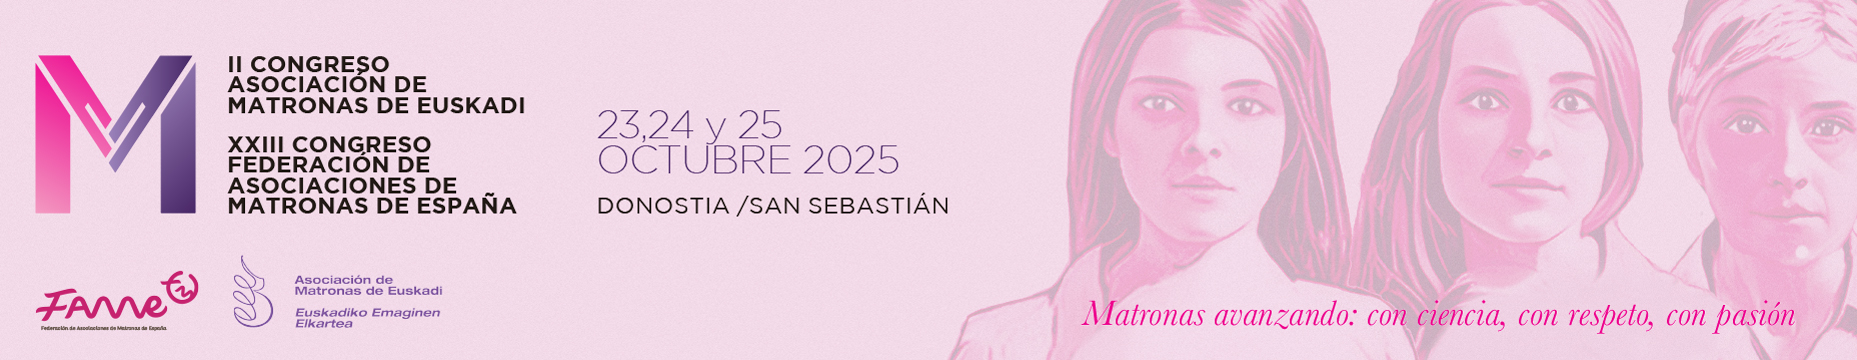 II CONGRESO
ASOCIACIÓN DE
MATRONAS DE EUSKADI
XXIII CONGRESO
FEDERACIÓN DE
ASOCIACIONES DE
MATRONAS DE ESPAÑA
23,24 y 25
OCTUBRE 2025
DONOSTIA /SAN SEBASTIÁN
FAME
Federación de Asociaciones de Matronas de España
Asociación de
Matronas de Euskadi
Euskadiko Emaginen
Elkartea
Matronas avanzando: con ciencia, con respeto, con pasión